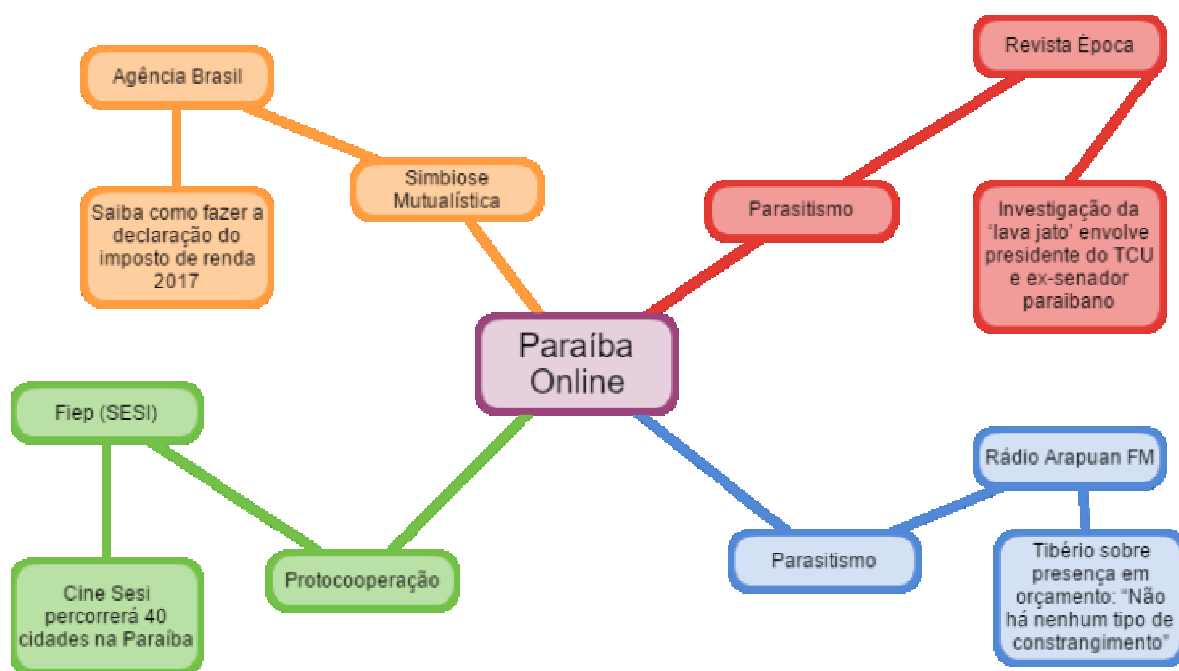 Agência Brasil
Simbiose
Mutualística
Saiba como fazer a
declaração do
imposto de renda
2017
Revista Época
Parasitismo
Investigação da
'lava jato' envolve
presidente do TCU
e ex-senador
paraibano
Paraíba
Online
Fiep (SESI)
Protocooperação
Cine Sesi
percorrerá 40
cidades na Paraíba
Rádio Arapuan FM
Parasitismo
Tibério sobre
presença em
orçamento: “Não
há nenhum tipo de
constrangimento”